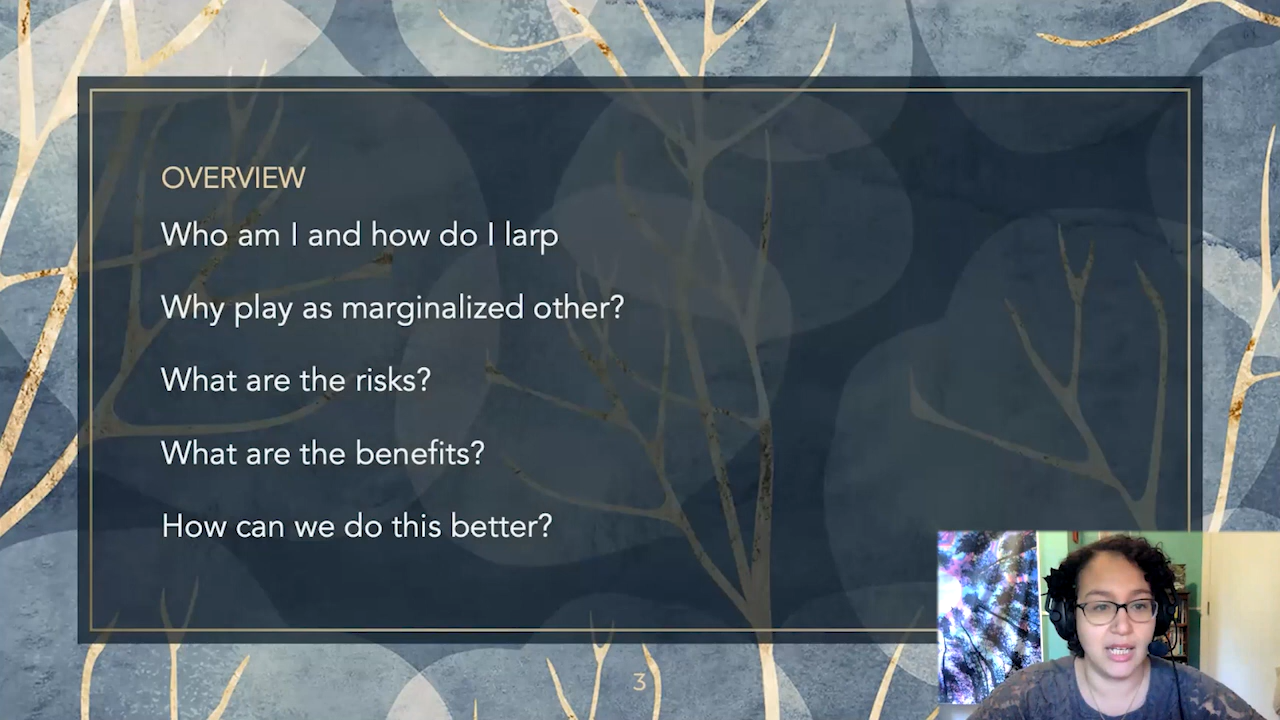 OVERVIEW
Who am I and how do I larp
Why play as marginalized other?
What are the risks?
What are the benefits?
How can we do this better?
3